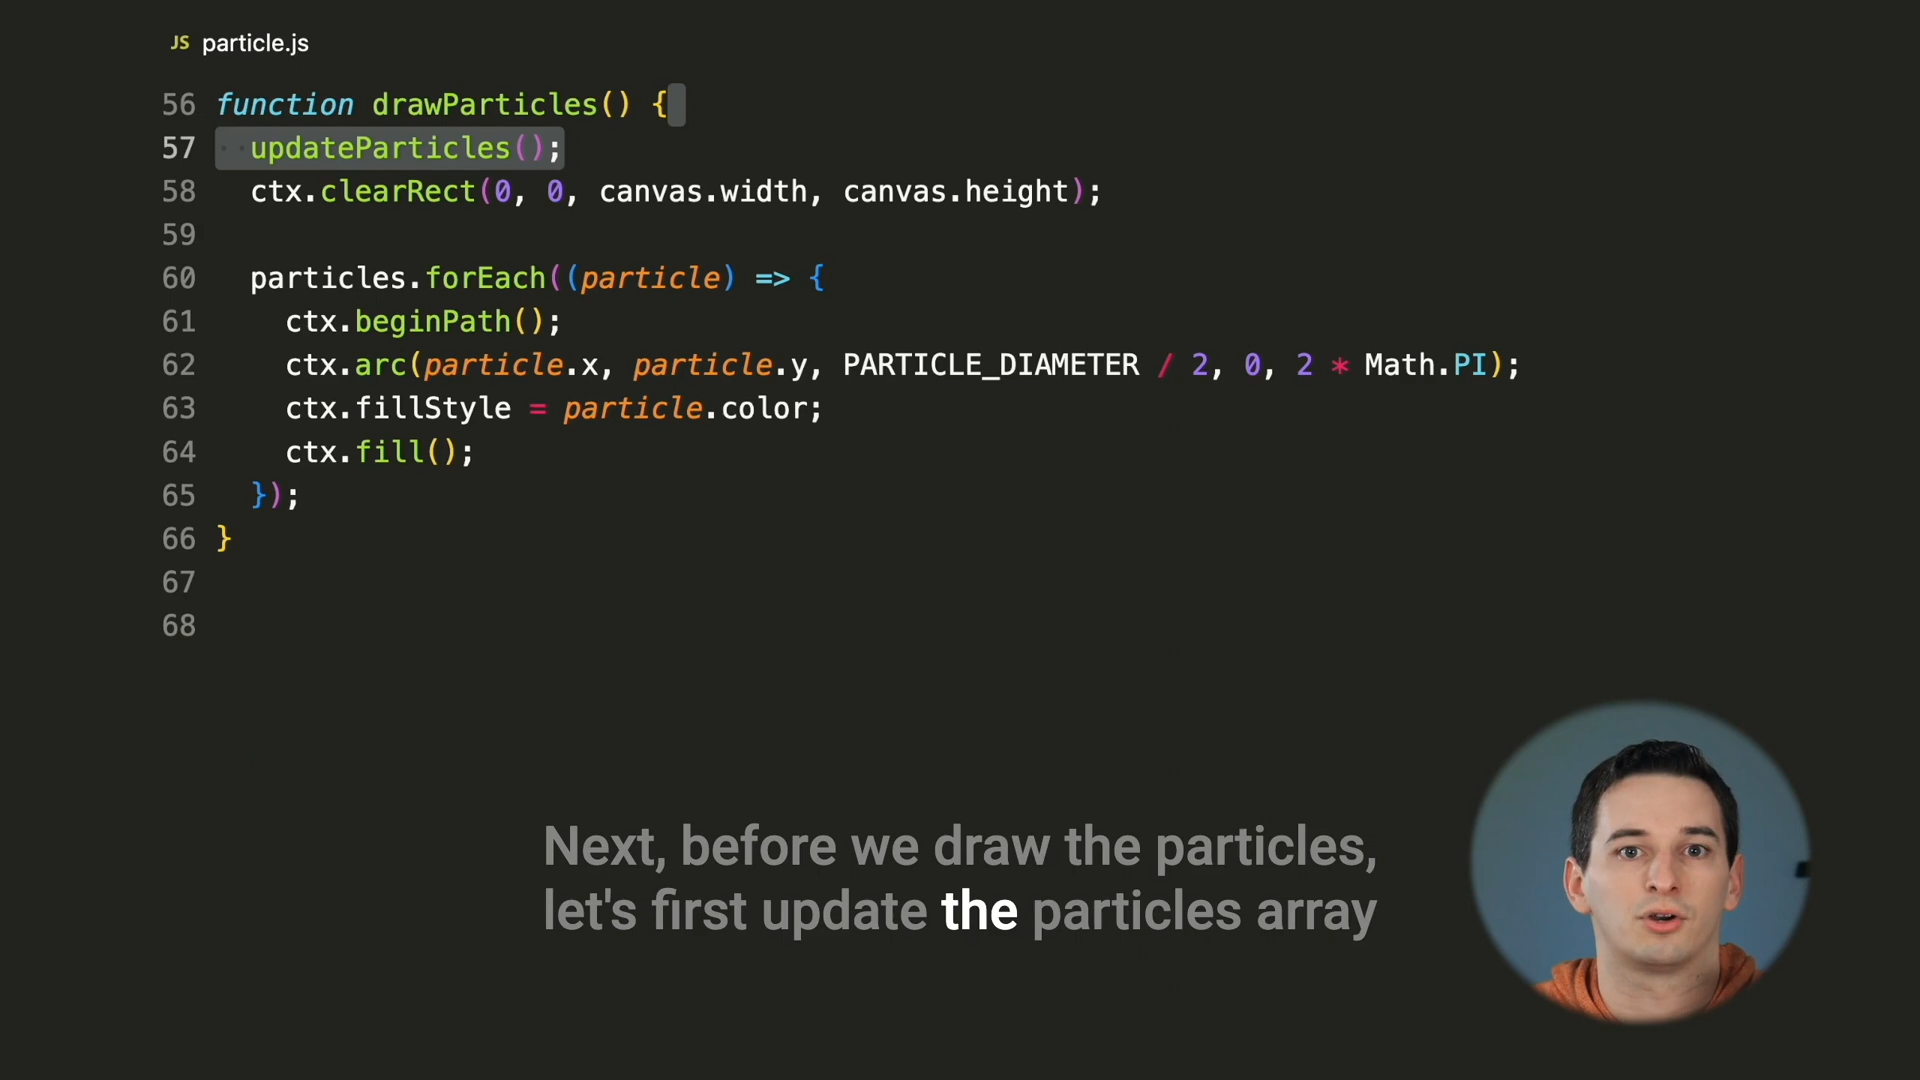 JS particle.js
56 function drawParticles() {
57 updateParticles();
58 ctx.clearRect(0, 0, canvas.width, canvas.height);
59
60 particles.forEach((particle) => {
61 ctx.beginPath();
62 ctx.arc(particle.x, particle.y, PARTICLE_DIAMETER / 2, 0, 2 * Math.PI);
63 ctx.fillStyle = particle.color;
64 ctx.fill();
65 });
66 }
67
68
Next, before we draw the particles,
let's first update the particles array